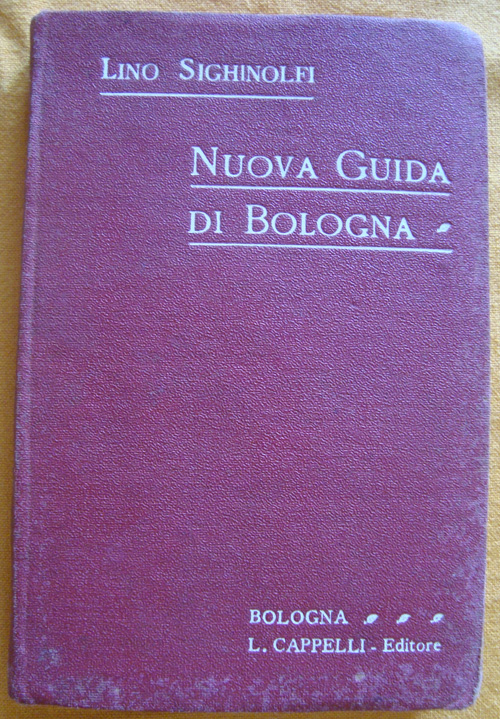 LINO SIGHINOLFI
NUOVA GUIDA
DI BOLOGNA
BOLOGNA
L. CAPPELLI - Editore